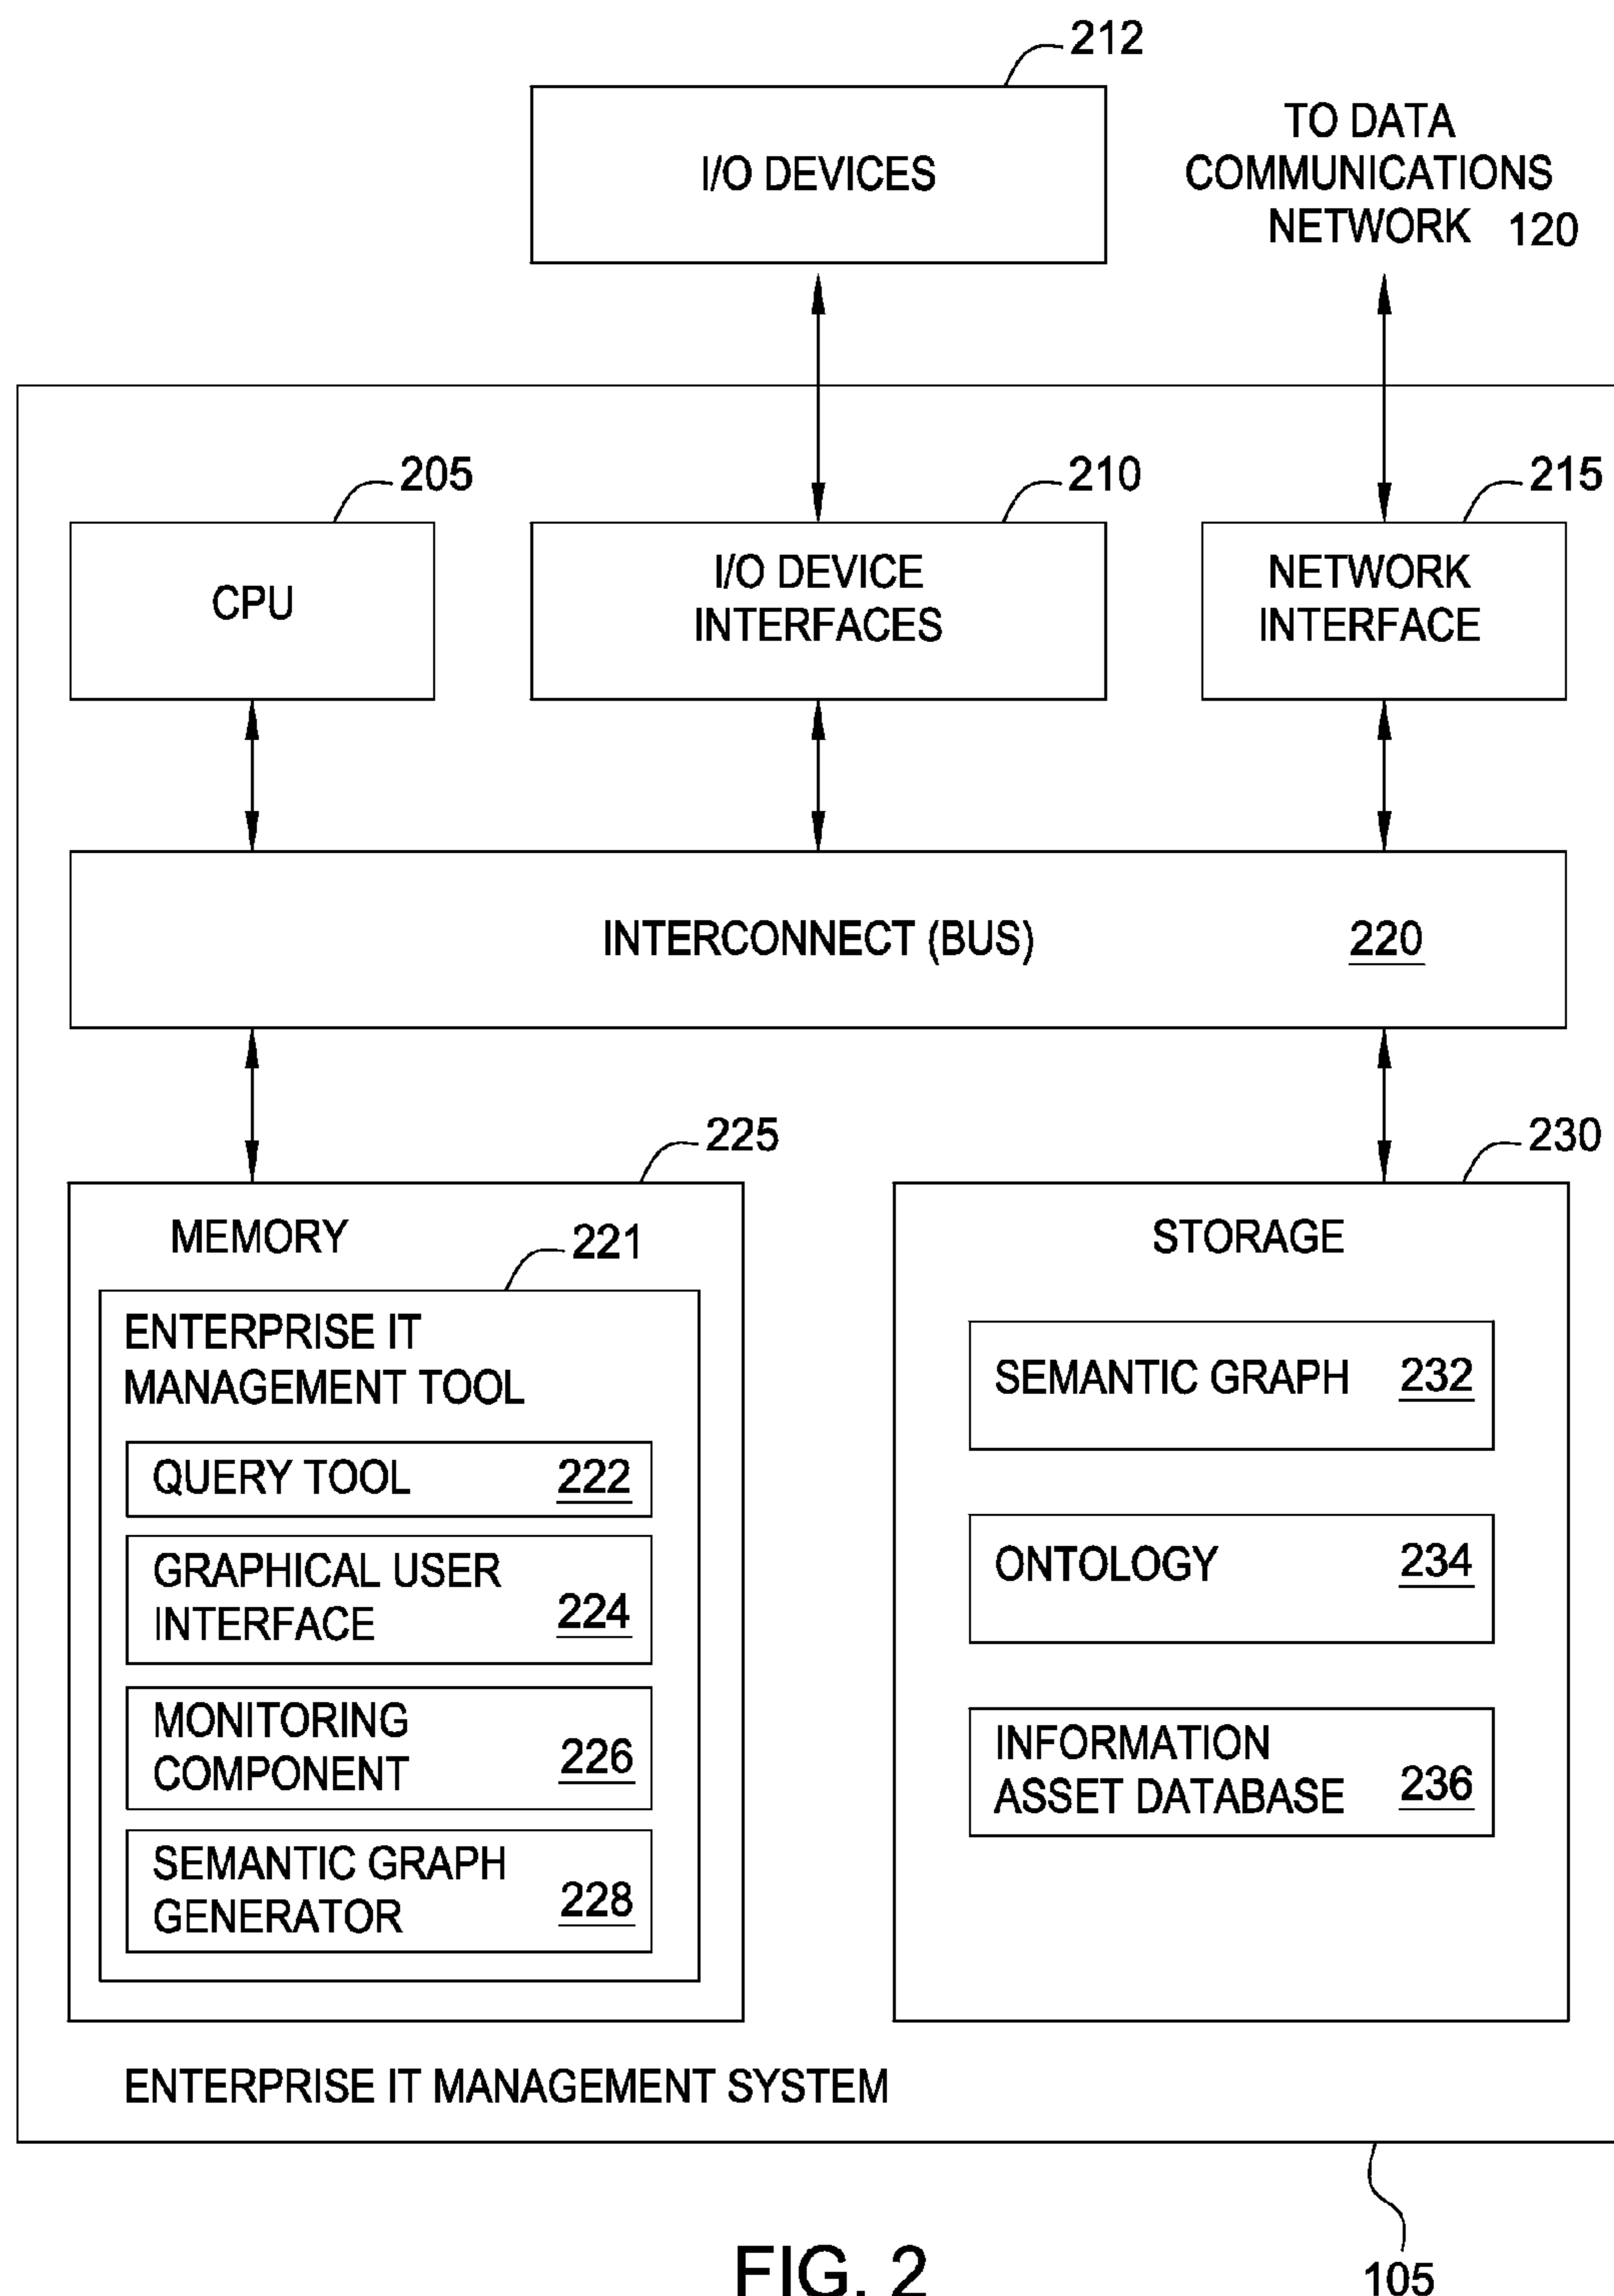 212
I/O DEVICES
TO DATA
COMMUNICATIONS
NETWORK 120
205
210
215
CPU
I/O DEVICE
INTERFACES
NETWORK
INTERFACE
INTERCONNECT (BUS) 220
225
230
MEMORY
221
ENTERPRISE IT
MANAGEMENT TOOL
QUERY TOOL 222
GRAPHICAL USER
INTERFACE 224
MONITORING
COMPONENT 226
SEMANTIC GRAPH
GENERATOR 228
STORAGE
SEMANTIC GRAPH 232
ONTOLOGY 234
INFORMATION
ASSET DATABASE 236
ENTERPRISE IT MANAGEMENT SYSTEM
105
FIG. 2